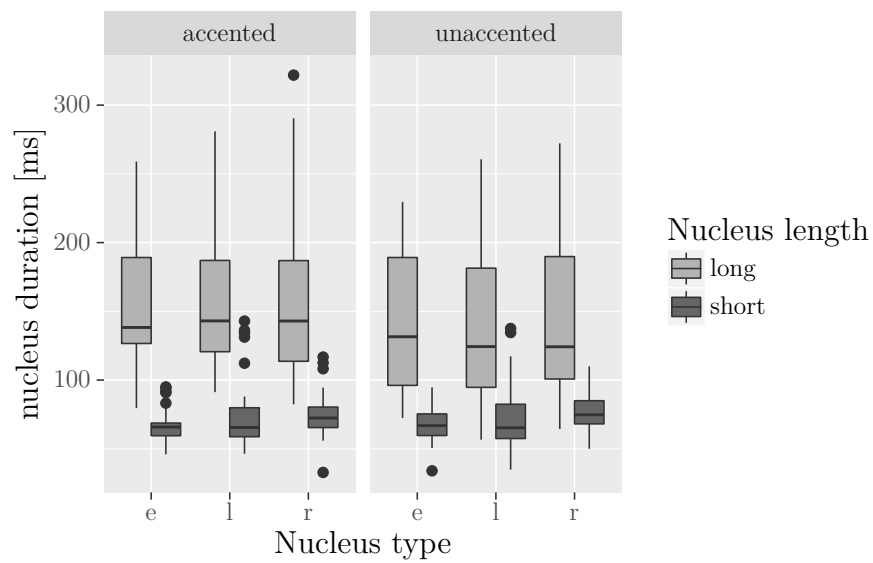 accented
unaccented
300
200
100
nucleus duration [ms]
e
l
r
e
l
r
Nucleus type
Nucleus length
long
short